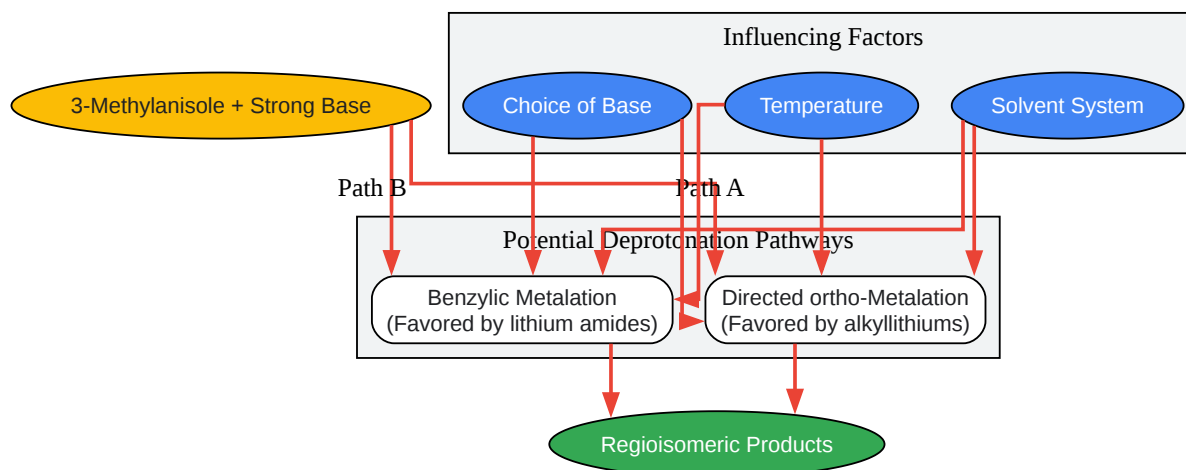 Influencing Factors
3-Methylanisole + Strong Base
Choice of Base
Temperature
Solvent System
Path B
Path A
Potential Deprotonation Pathways
Benzylic Metalation
(Favored by lithium amides)
Directed ortho-Metalation
(Favored by alkyllithiums)
Regioisomeric Products